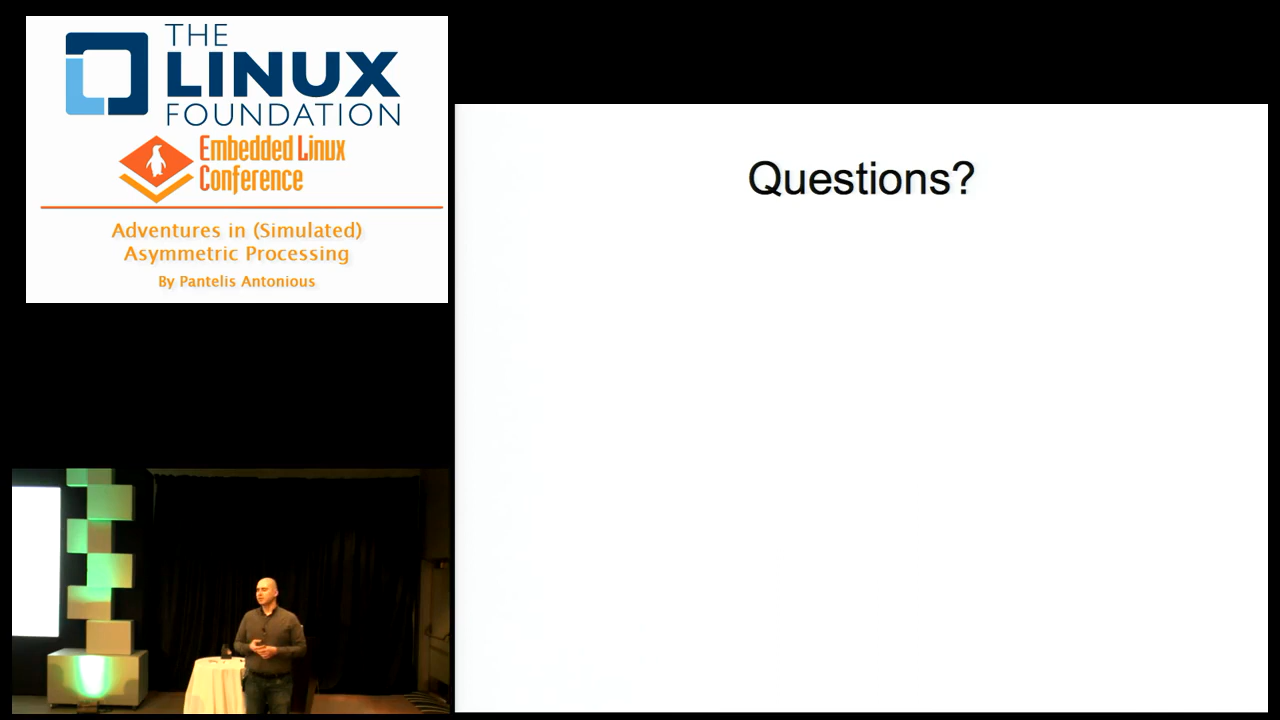 THE
LINUX
FOUNDATION
Embedded Linux
Conference
Adventures in (Simulated)
Asymmetric Processing
By Pantelis Antonious
Questions?